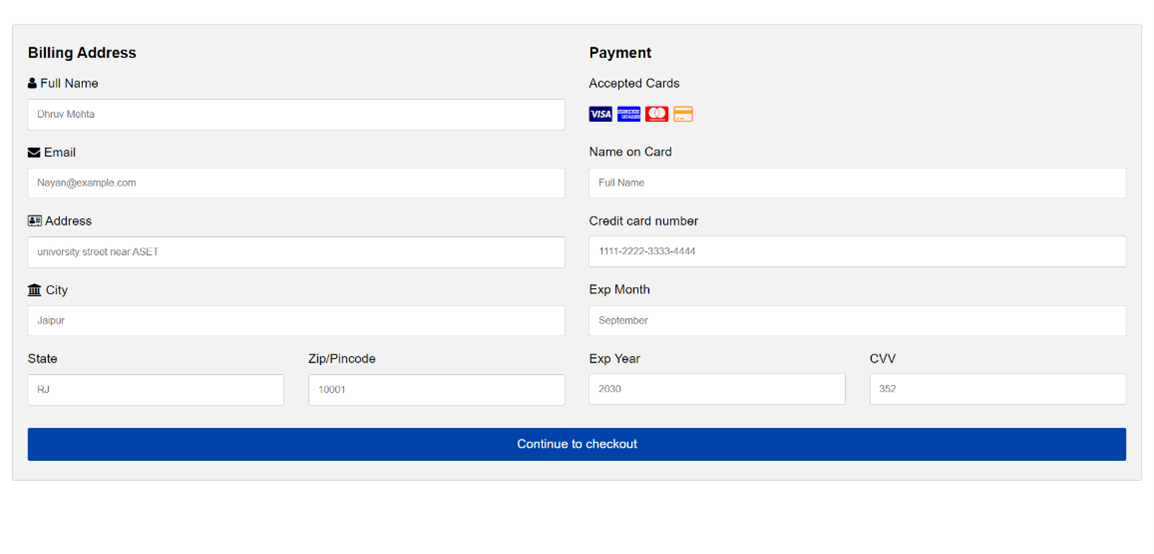 Billing Address
Full Name
Dhruv Mehta
Email
Nayan@example.com
Address
university street near ASET
City
Jaipur
State Zip/Pincode
RJ 10001
Payment
Accepted Cards
VISA
Name on Card
Full Name
Credit card number
1111-2222-3333-4444
Exp Month
September
Exp Year CVV
2030 352
Continue to checkout